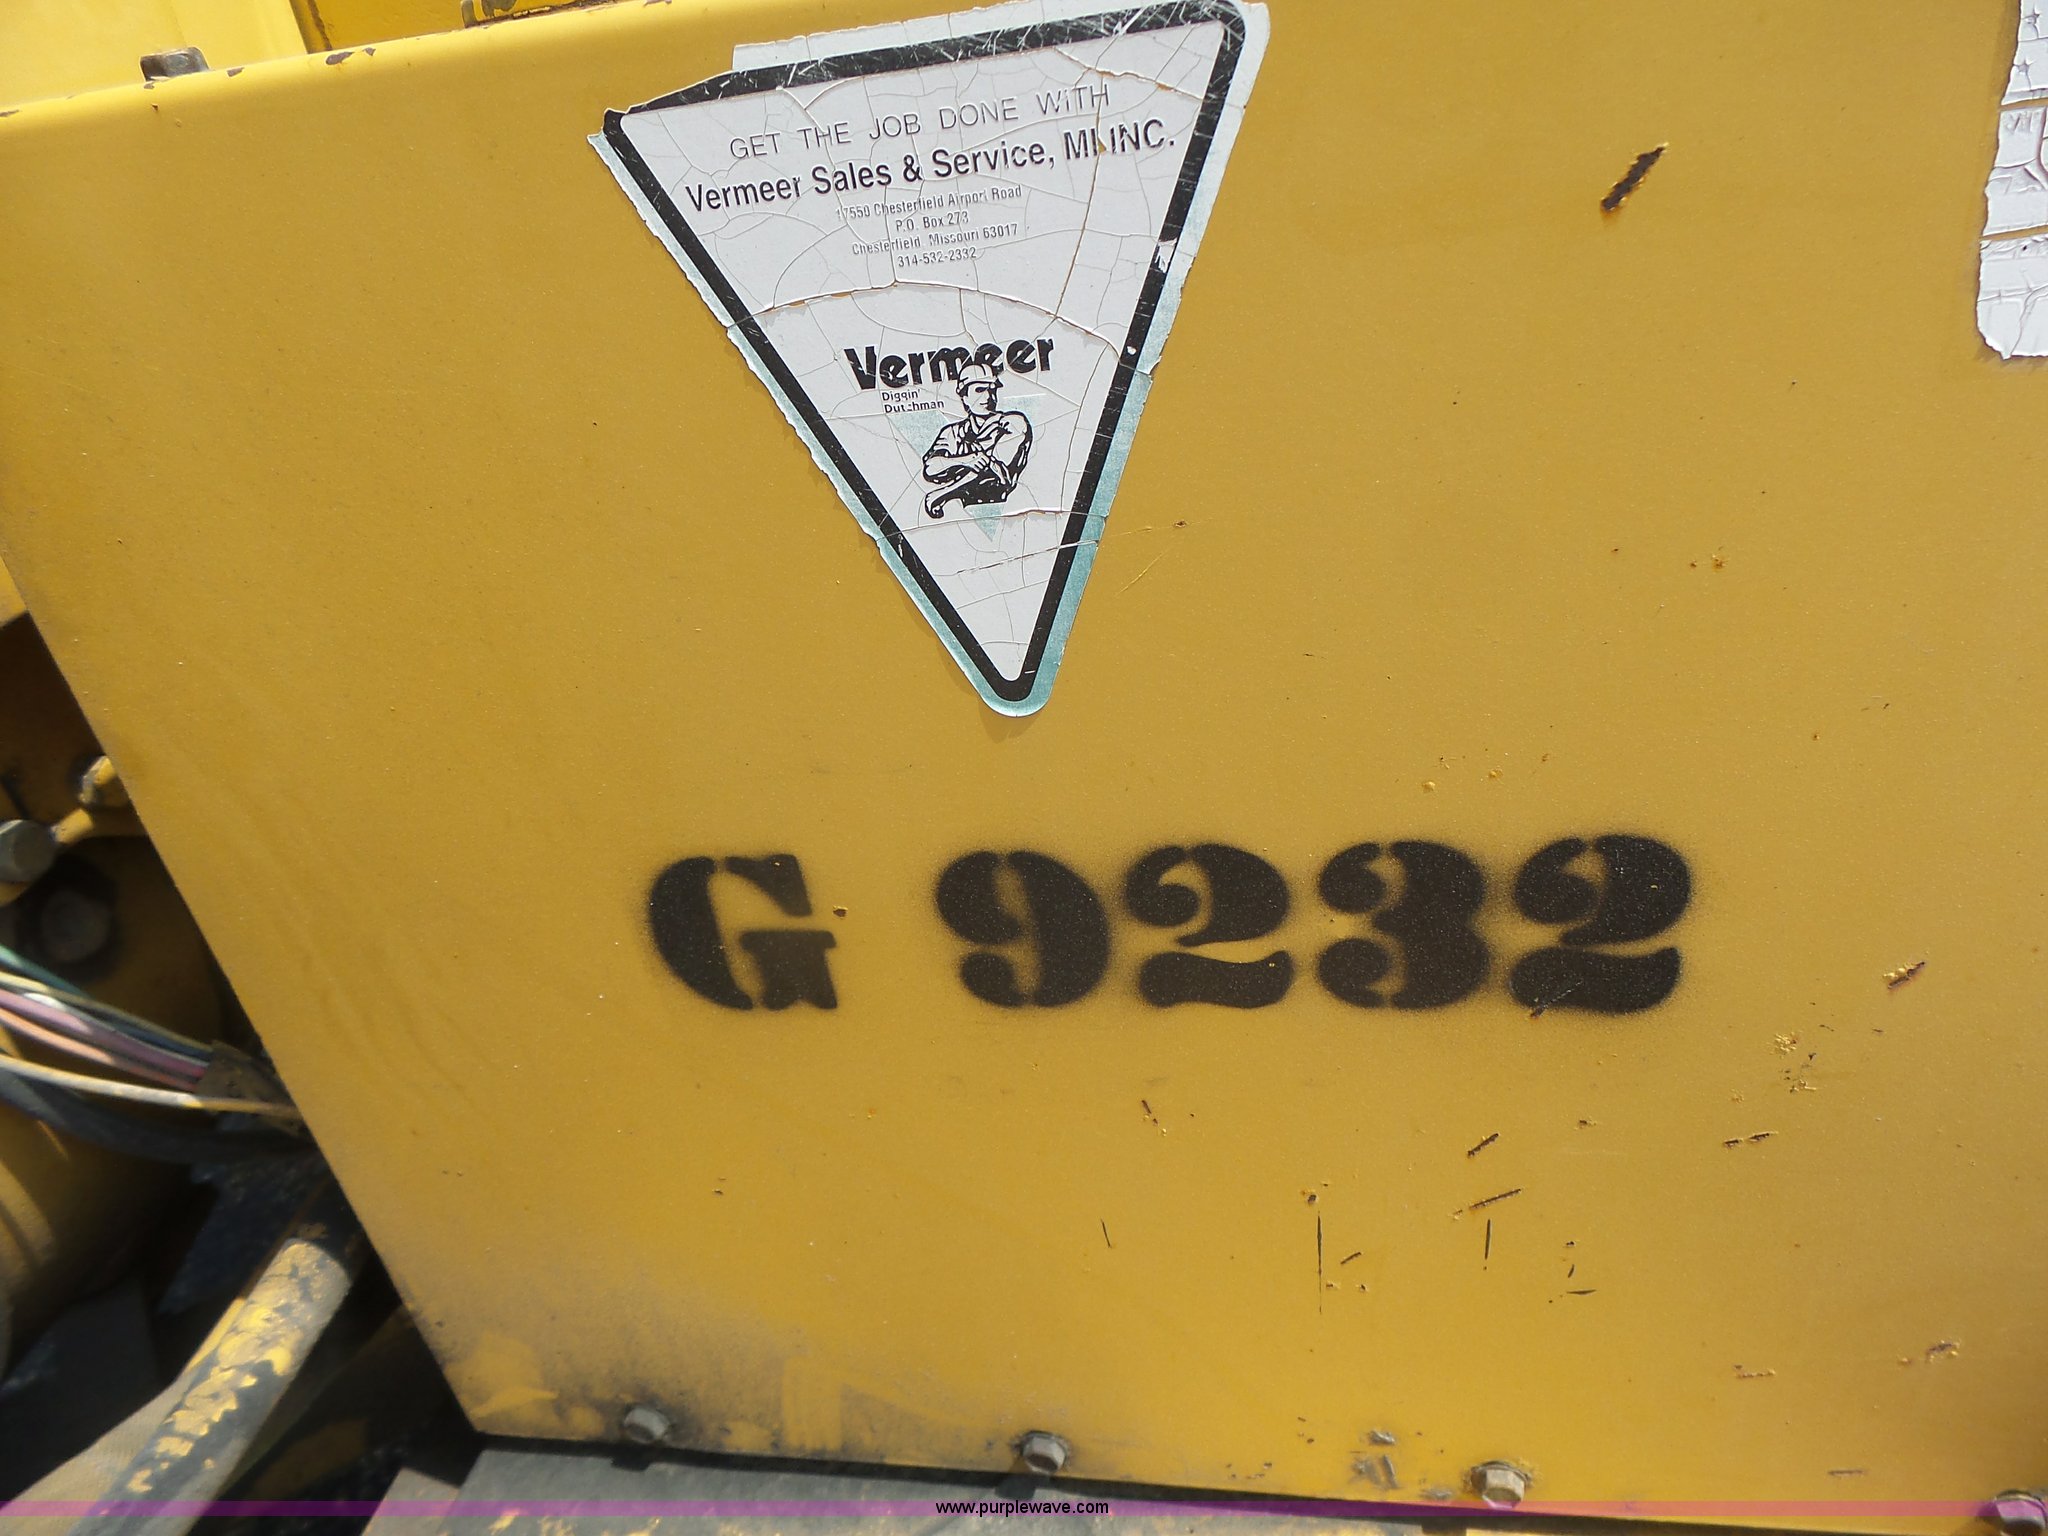 GET THE JOB DONE WITH
Vermeer Sales & Service, INC.
17550 Chesterfield Airport Road
P.O. Box 273
Chesterfield, Missouri 63017
314-532-2332
Vermeer
Diggin'
Dutchman
G 9232
www.purplewave.com